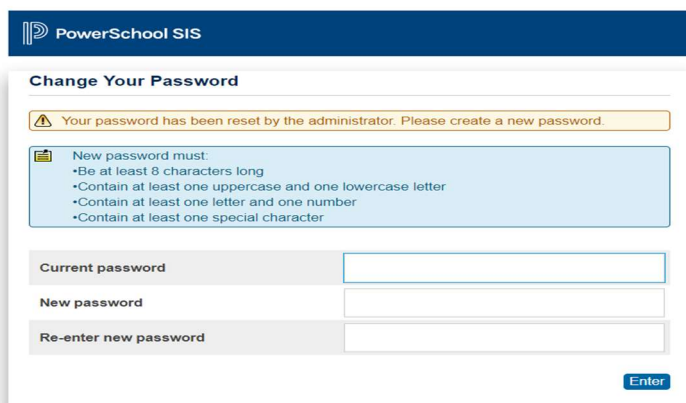 PowerSchool SIS
Change Your Password
Your password has been reset by the administrator. Please create a new password.
New password must:
•Be at least 8 characters long
•Contain at least one uppercase and one lowercase letter
•Contain at least one letter and one number
•Contain at least one special character
Current password
New password
Re-enter new password
Enter